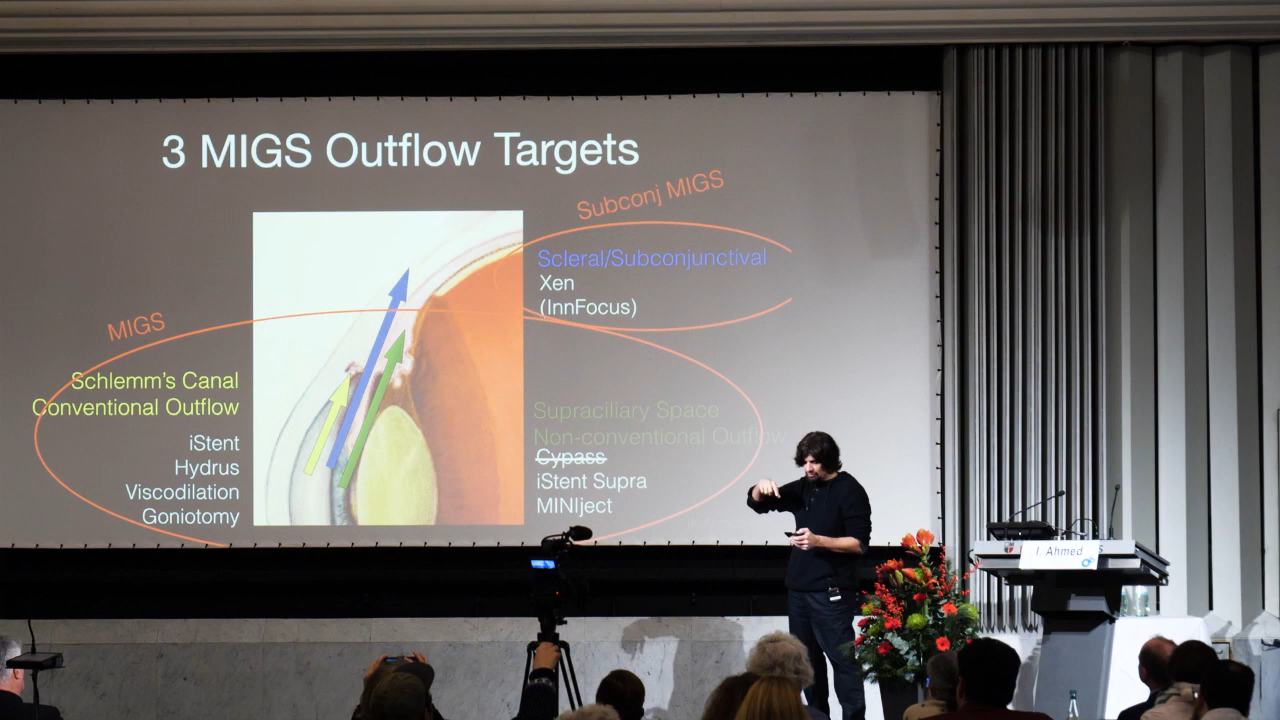 3 MIGS Outflow Targets
Subconj MIGS
Scleral/Subconjunctival
Xen
(InnFocus)
MIGS
Schlemm's Canal
Conventional Outflow
iStent
Hydrus
Viscodilation
Goniotomy
Supraciliary Space
Non-conventional Outflow
Cypass
iStent Supra
MINIject
I. Ahmed